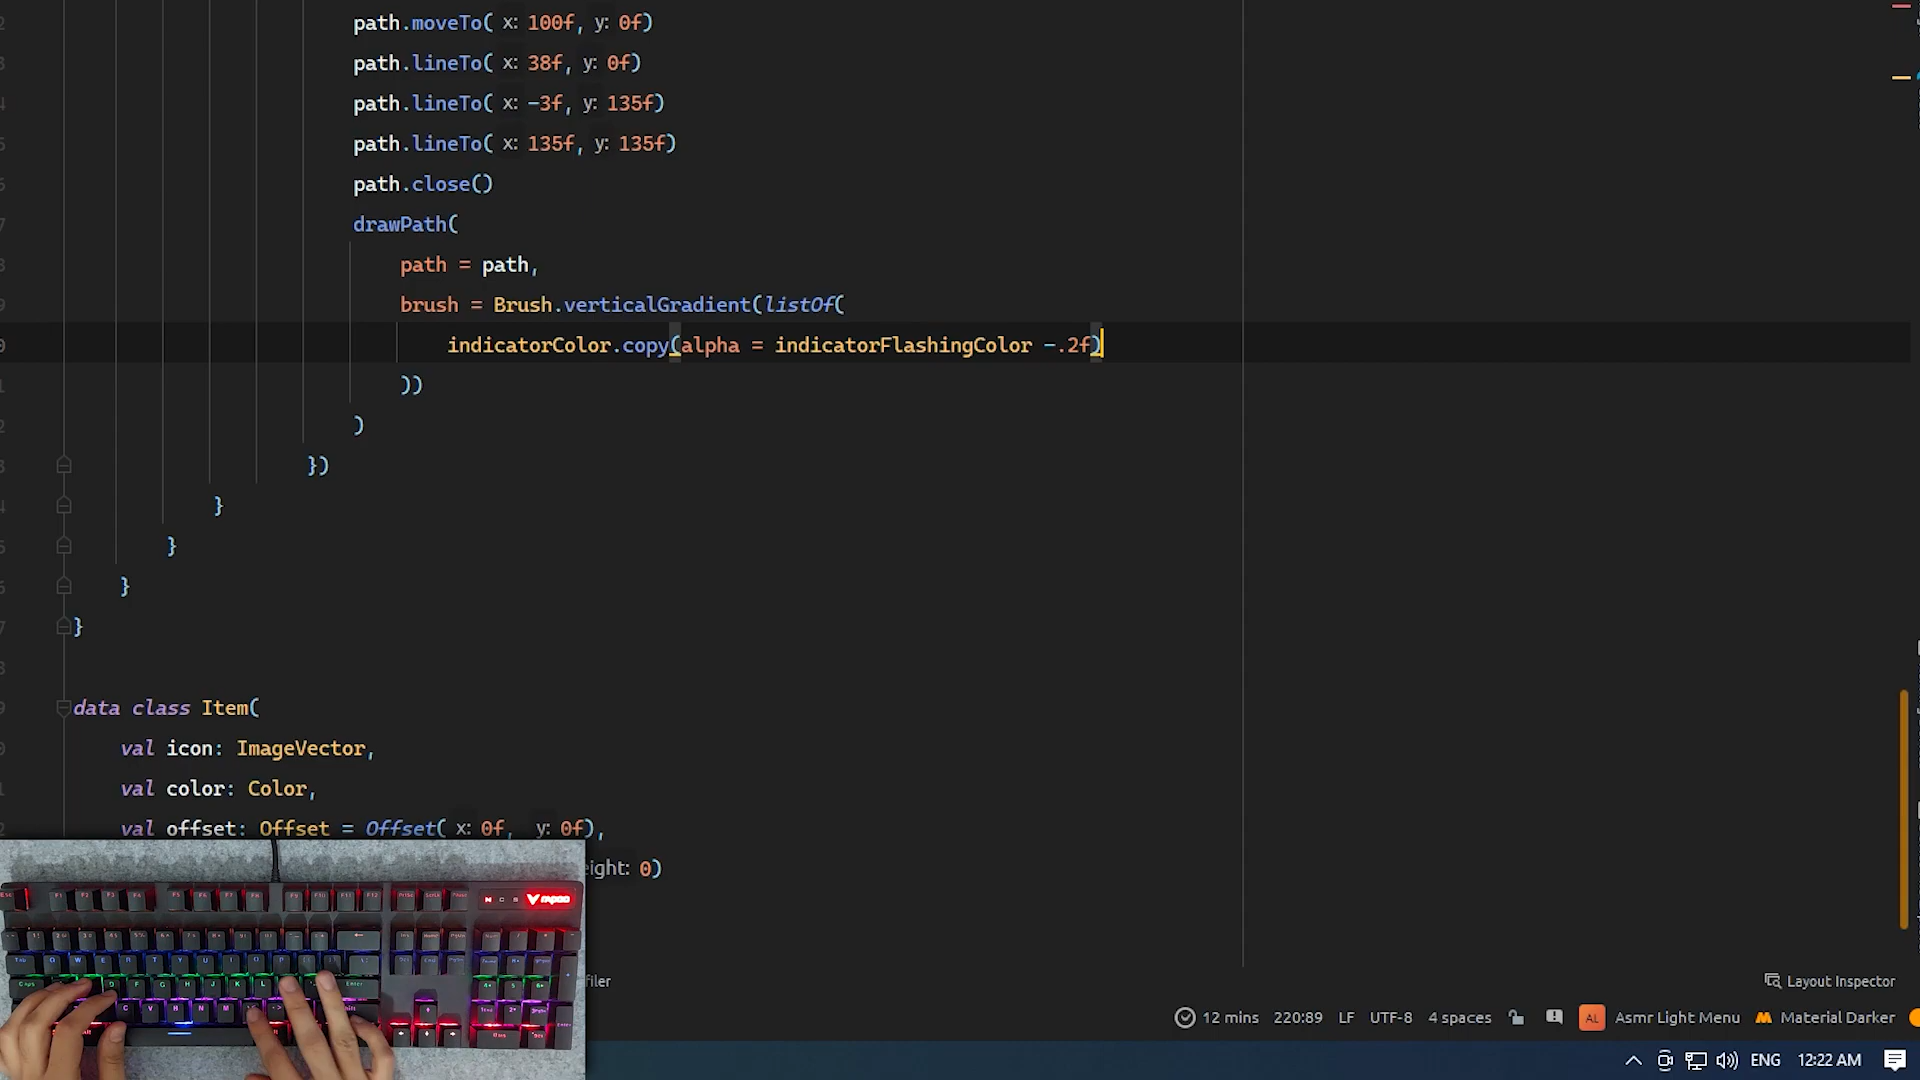 path.moveTo( x: 100f, y: 0f)
path.lineTo( x: 38f, y: 0f)
path.lineTo( x: -3f, y: 135f)
path.lineTo( x: 135f, y: 135f)
path.close()
drawPath(
path = path,
brush = Brush.verticalGradient(listOf(
indicatorColor.copy(alpha = indicatorFlashingColor -.2f)
))
)
})
}
}
}
}
data class Item(
val icon: ImageVector,
val color: Color,
val offset: Offset = Offset( x: 0f, y: 0f),
eight: 0)
filer
Layout Inspector
12 mins 220:89 LF UTF-8 4 spaces AL Asmr Light Menu Material Darker
ENG 12:22 AM